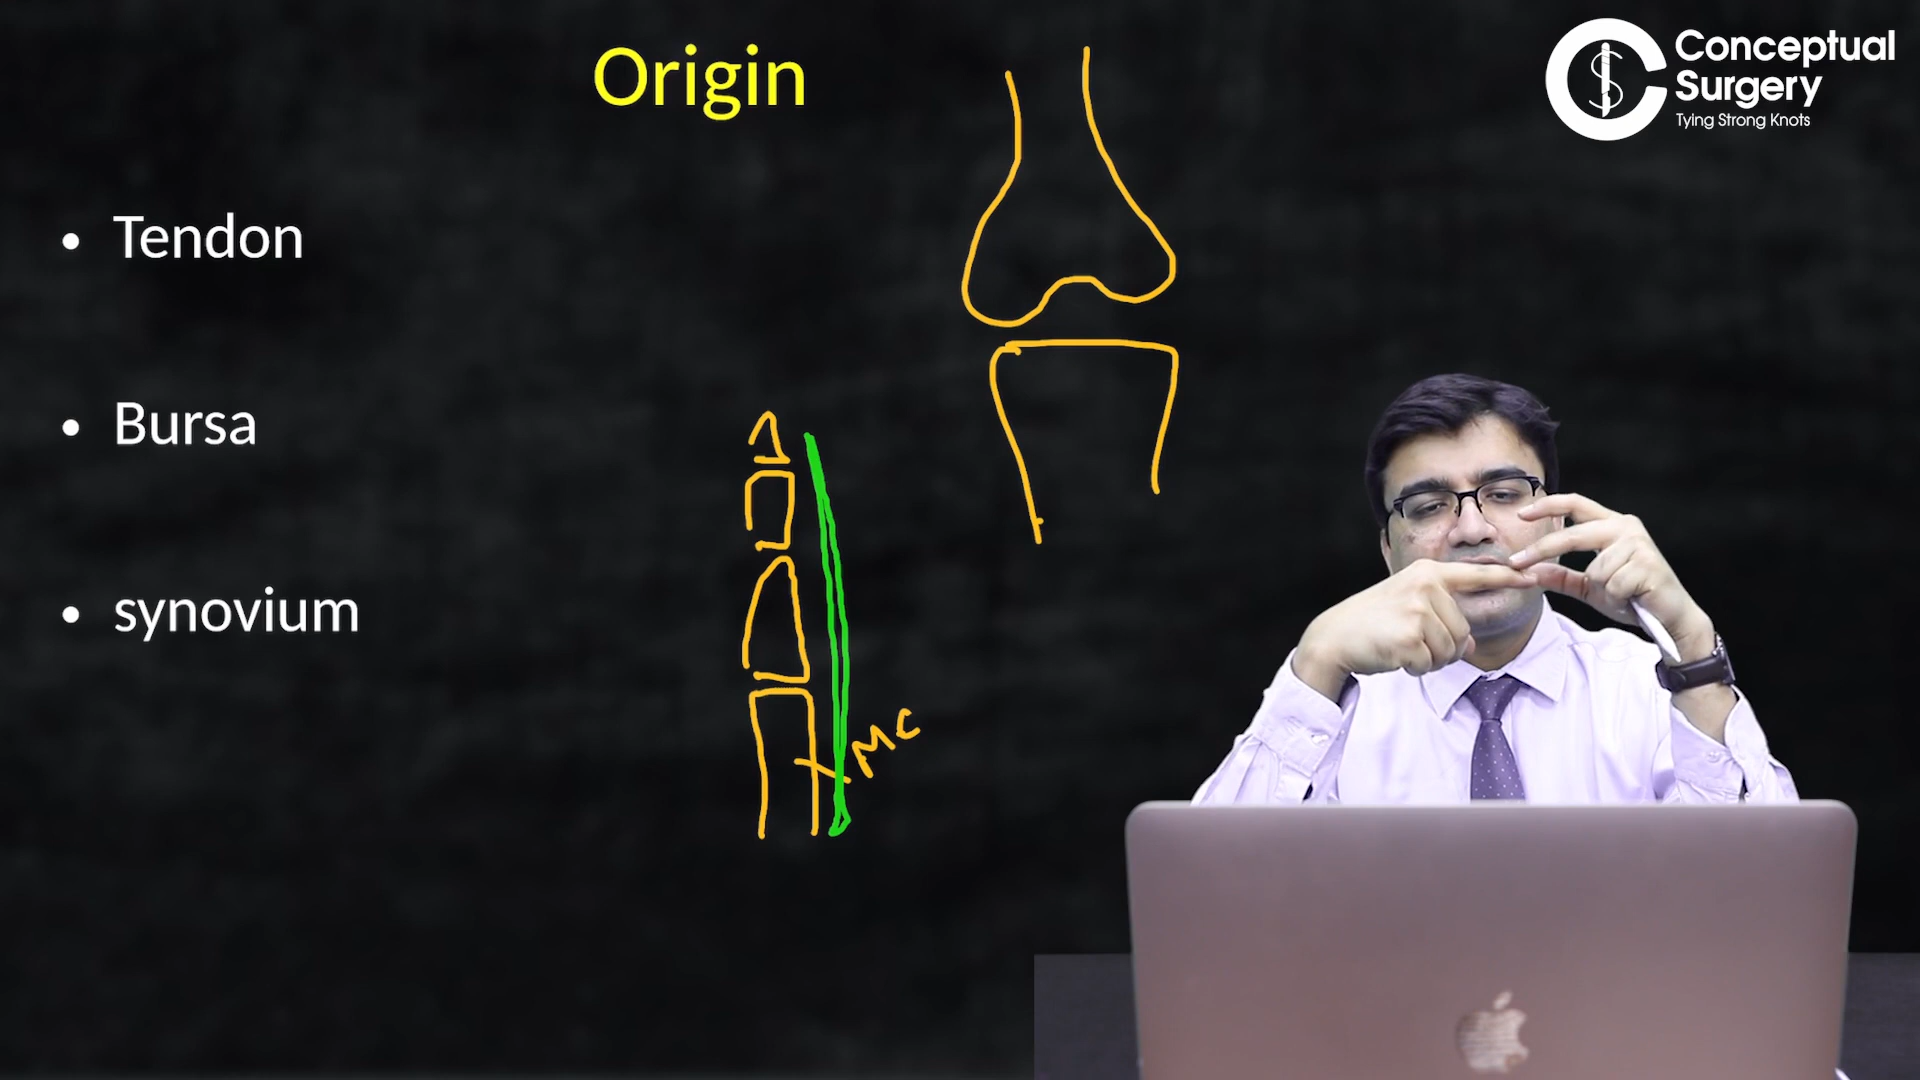 Origin
Conceptual
Surgery
Tying Strong Knots
• Tendon
• Bursa
• synovium
MC